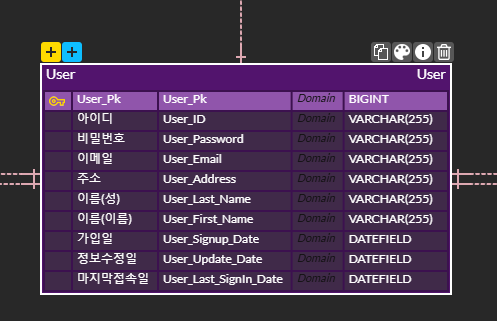 User User
User_Pk User_Pk Domain BIGINT
아이디 User_ID Domain VARCHAR(255)
비밀번호 User_Password Domain VARCHAR(255)
이메일 User_Email Domain VARCHAR(255)
주소 User_Address Domain VARCHAR(255)
이름(성) User_Last_Name Domain VARCHAR(255)
이름(이름) User_First_Name Domain VARCHAR(255)
가입일 User_Signup_Date Domain DATEFIELD
정보수정일 User_Update_Date Domain DATEFIELD
마지막접속일 User_Last_SignIn_Date Domain DATEFIELD